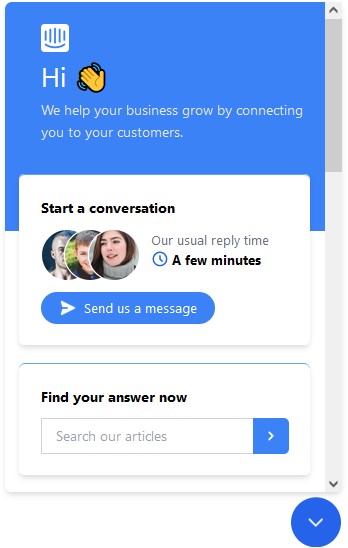 Hi 👋
We help your business grow by connecting
you to your customers.
Start a conversation
Our usual reply time
A few minutes
Send us a message
Find your answer now
Search our articles